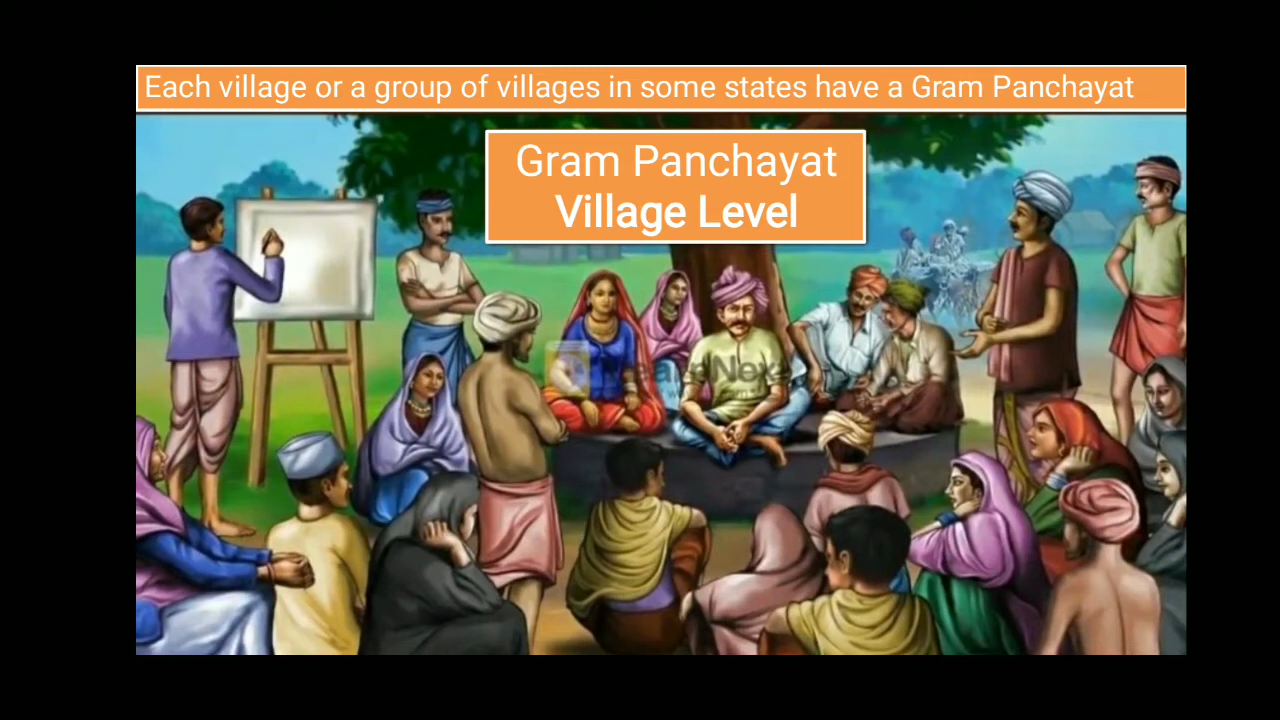 Each village or a group of villages in some states have a Gram Panchayat
Gram Panchayat
Village Level